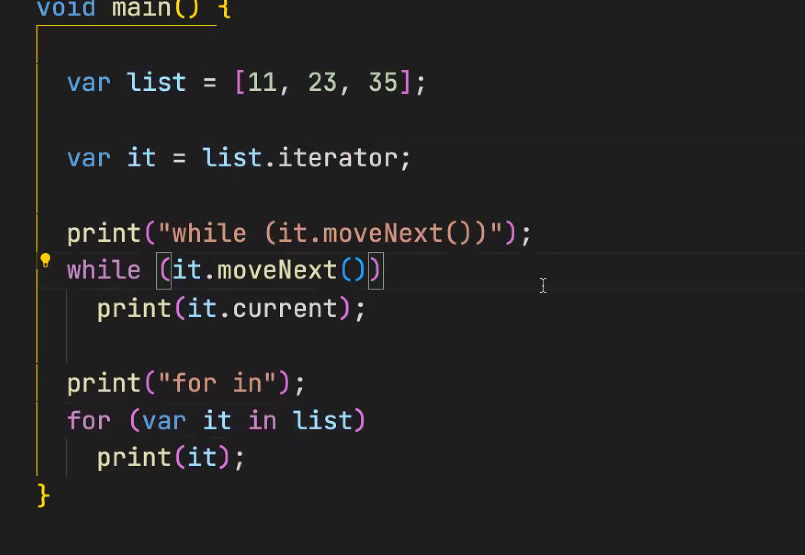 void main() {
var list = [11, 23, 35];
var it = list.iterator;
print("while (it.moveNext())");
while (it.moveNext())
print(it.current);
print("for in");
for (var it in list)
print(it);
}